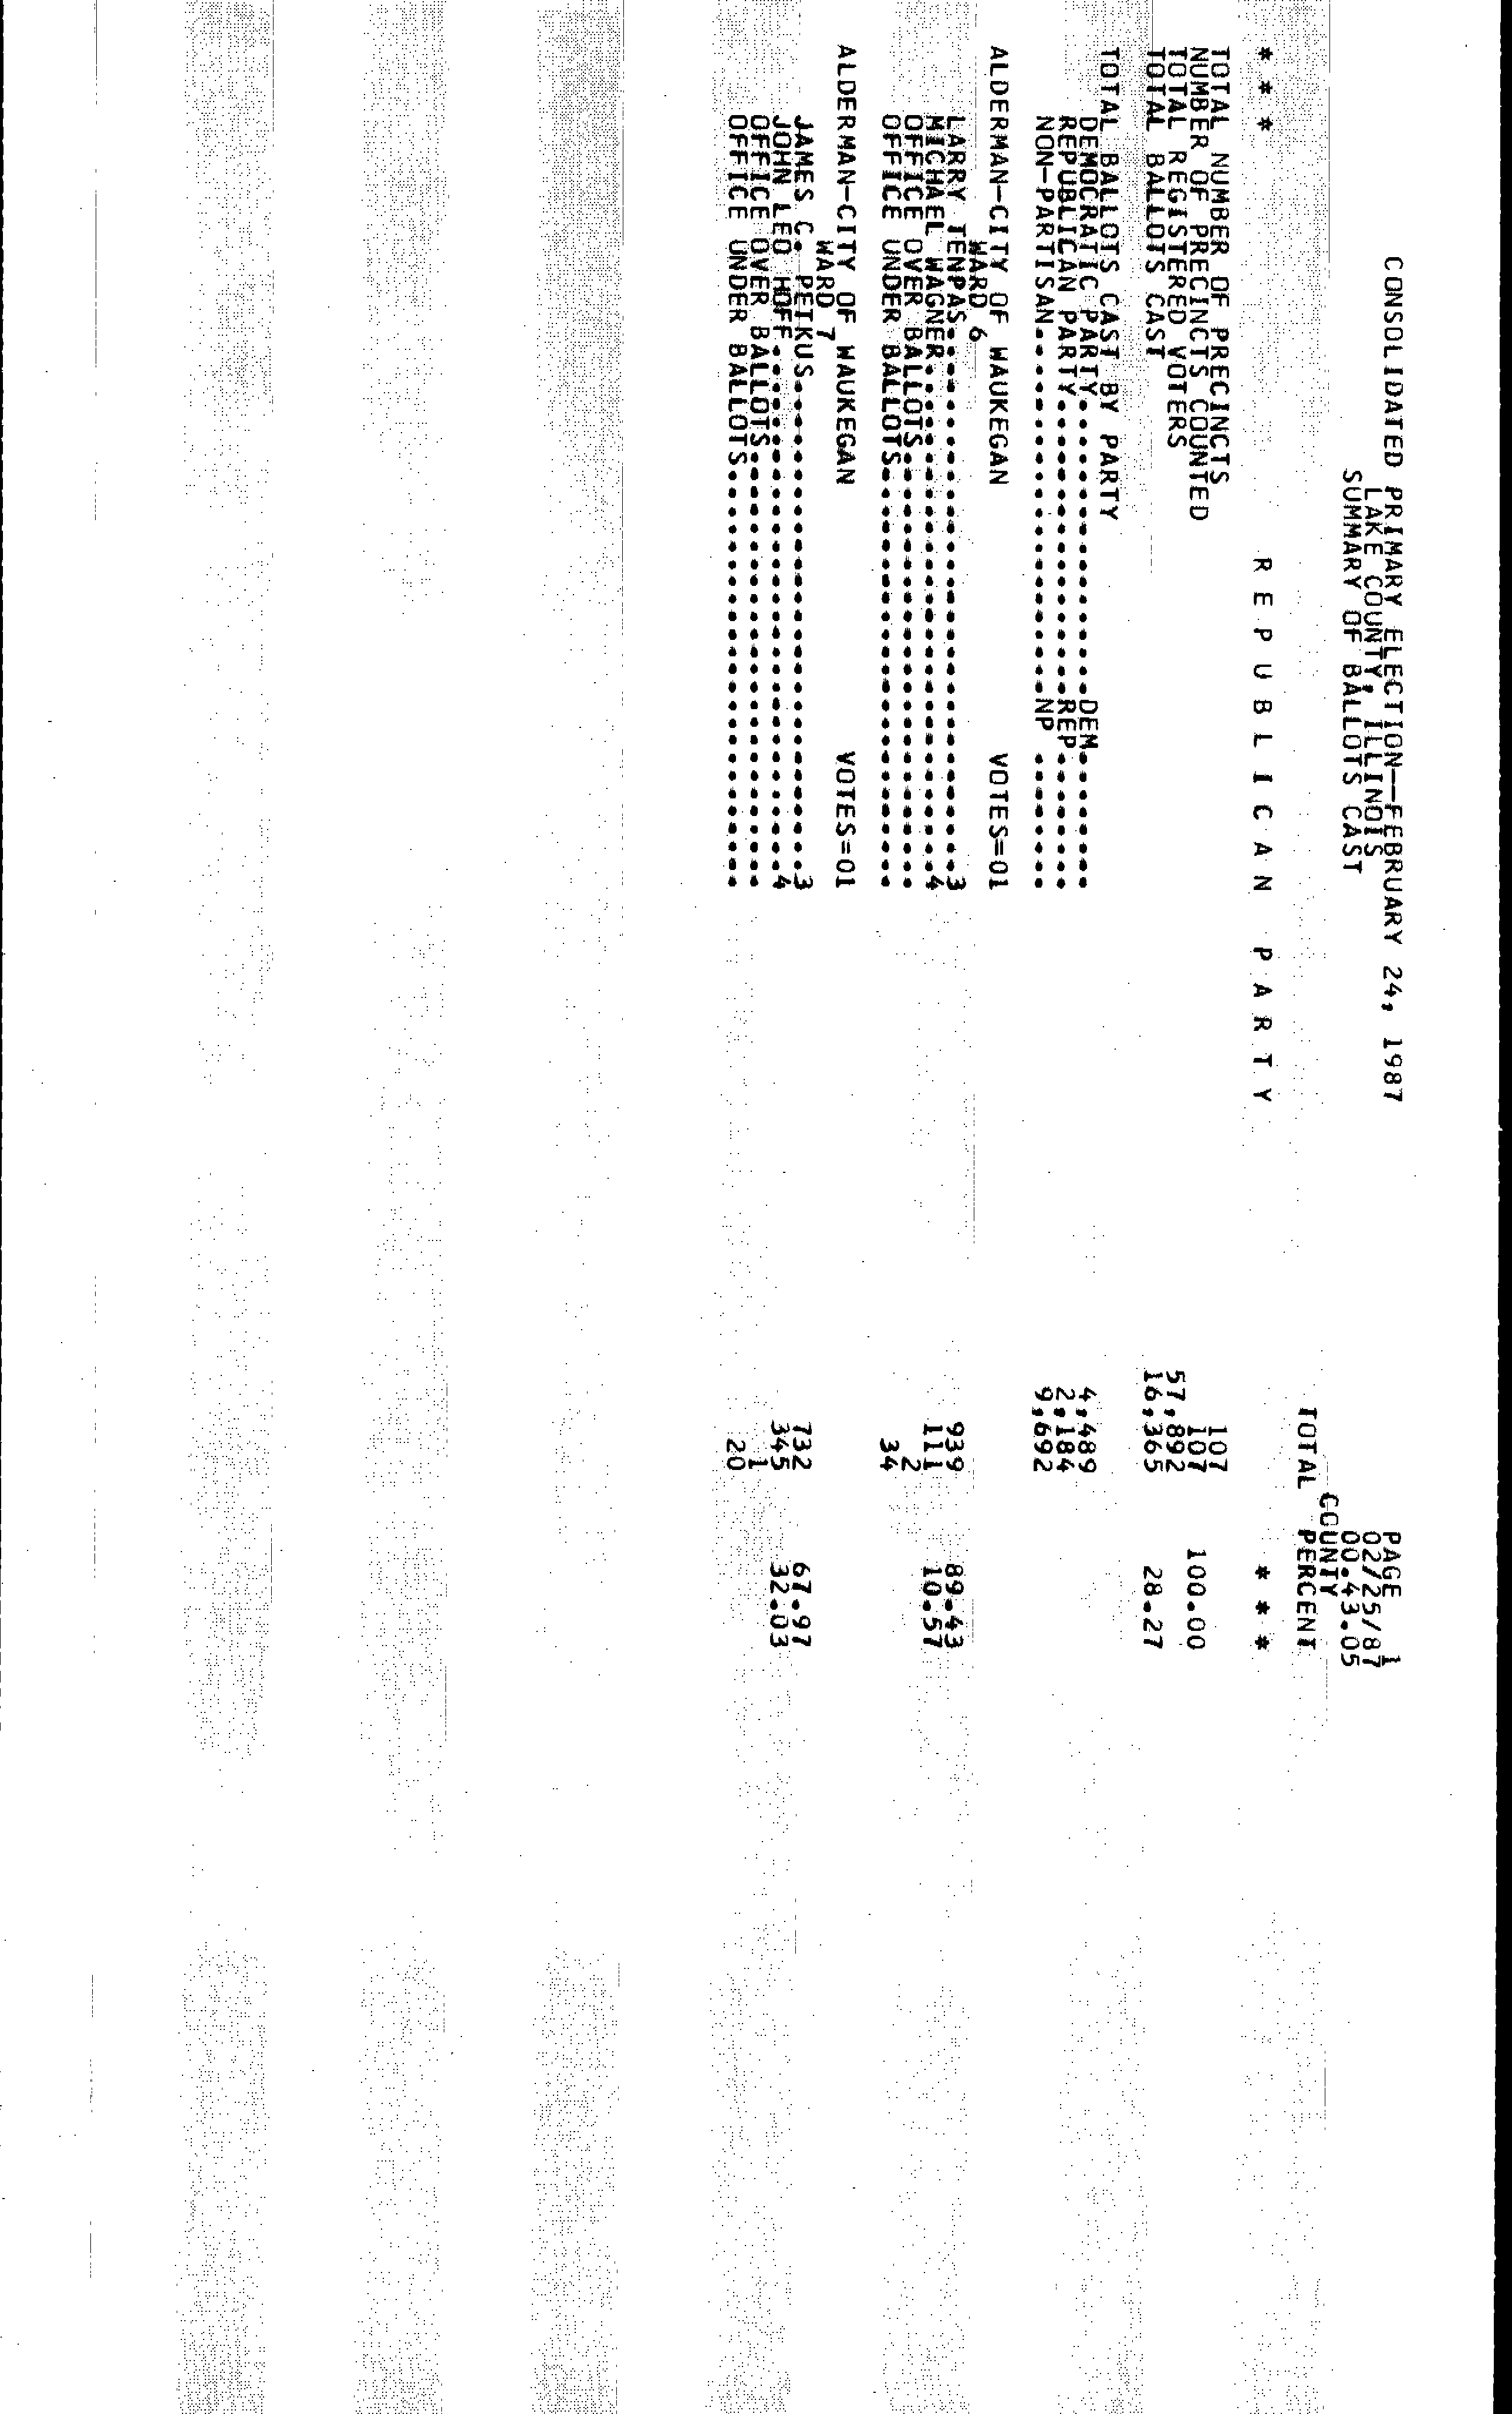 CONSOLIDATED PRIMARY ELECTION--FEBRUARY 24, 1987 PAGE 1
LAKE COUNTY, ILLINOIS 02/25/87
SUMMARY OF BALLOTS CAST 00.43.05
COUNTY
TOTAL PERCENT
* * * R E P U B L I C A N P A R T Y * * *
TOTAL NUMBER OF PRECINCTS 107
NUMBER OF PRECINCTS COUNTED 107 100.00
TOTAL REGISTERED VOTERS 57,892
TOTAL BALLOTS CAST 16,365 28.27
TOTAL BALLOTS CAST BY PARTY
DEMOCRATIC PARTY..................DEM........ 4,489
REPUBLICAN PARTY..................REP........ 2,184
NON-PARTISAN.....................NP ........ 9,692
ALDERMAN-CITY OF WAUKEGAN VOTES=01
WARD 6
LARRY TENPAS................................3 939 89.43
MICHAEL WAGNER..............................4 111 10.57
OFFICE OVER BALLOTS.......................... 2
OFFICE UNDER BALLOTS......................... 34
ALDERMAN-CITY OF WAUKEGAN VOTES=01
WARD 7
JAMES C. PETKUS.............................3 732 67.97
JOHN LEO HOFF...............................4 345 32.03
OFFICE OVER BALLOTS.......................... 1
OFFICE UNDER BALLOTS......................... 20